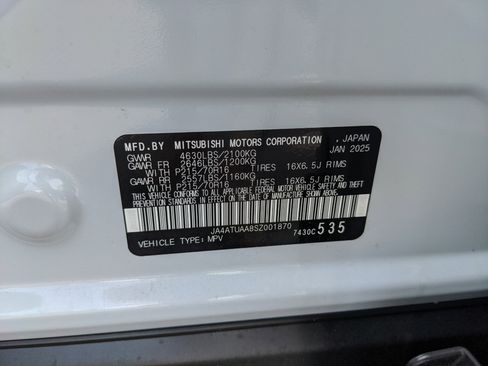 MFD.BY MITSUBISHI MOTORS CORPORATION , JAPAN
GVWR 4630LBS/2100KG JAN 2025
GAWR FR 2646LBS/1200KG
WITH P215/70R16 TIRES 16X6.5J RIMS
GAWR RR 2557LBS/1160KG
WITH P215/70R16 TIRES 16X6.5J RIMS
THIS VEHICLE CONFORMS TO ALL APPLICABLE FEDERAL MOTOR VEHICLE SAFETY AND THEFT
PREVENTION STANDARDS IN EFFECT ON THE DATE OF MANUFACTURE SHOWN ABOVE.
JA4ATUAA8SZ001870
7430C 535
VEHICLE TYPE: MPV